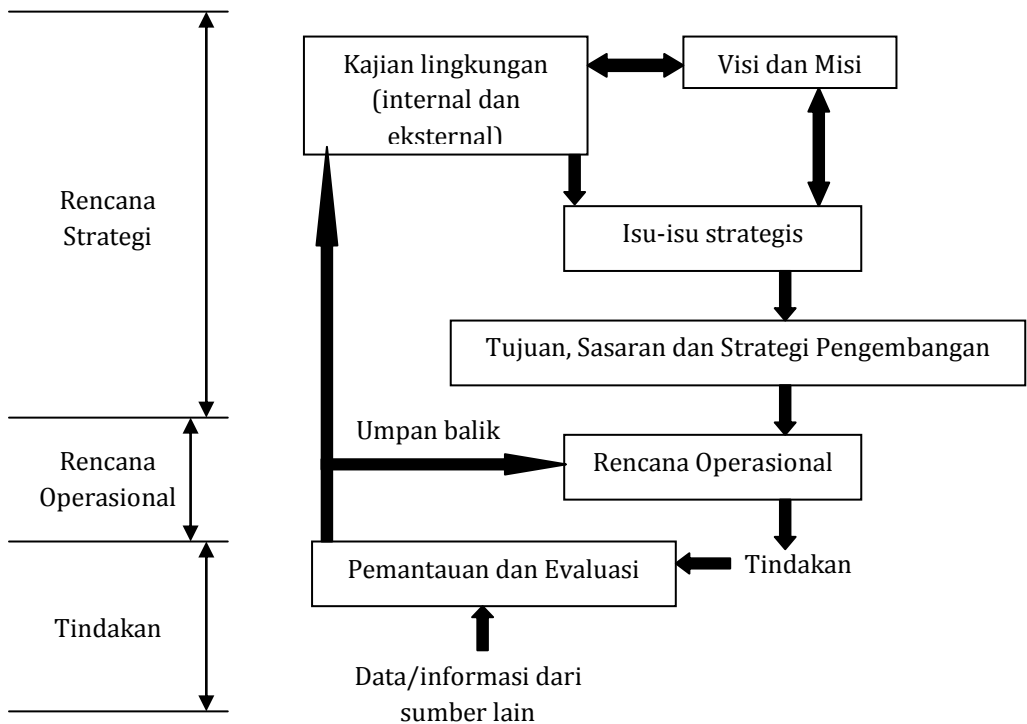 Kajian lingkungan
(internal dan
eksternal)
Visi dan Misi
Rencana
Strategi
Isu-isu strategis
Tujuan, Sasaran dan Strategi Pengembangan
Umpan balik
Rencana
Operasional
Rencana Operasional
Pemantauan dan Evaluasi
Tindakan
Tindakan
Data/informasi dari
sumber lain